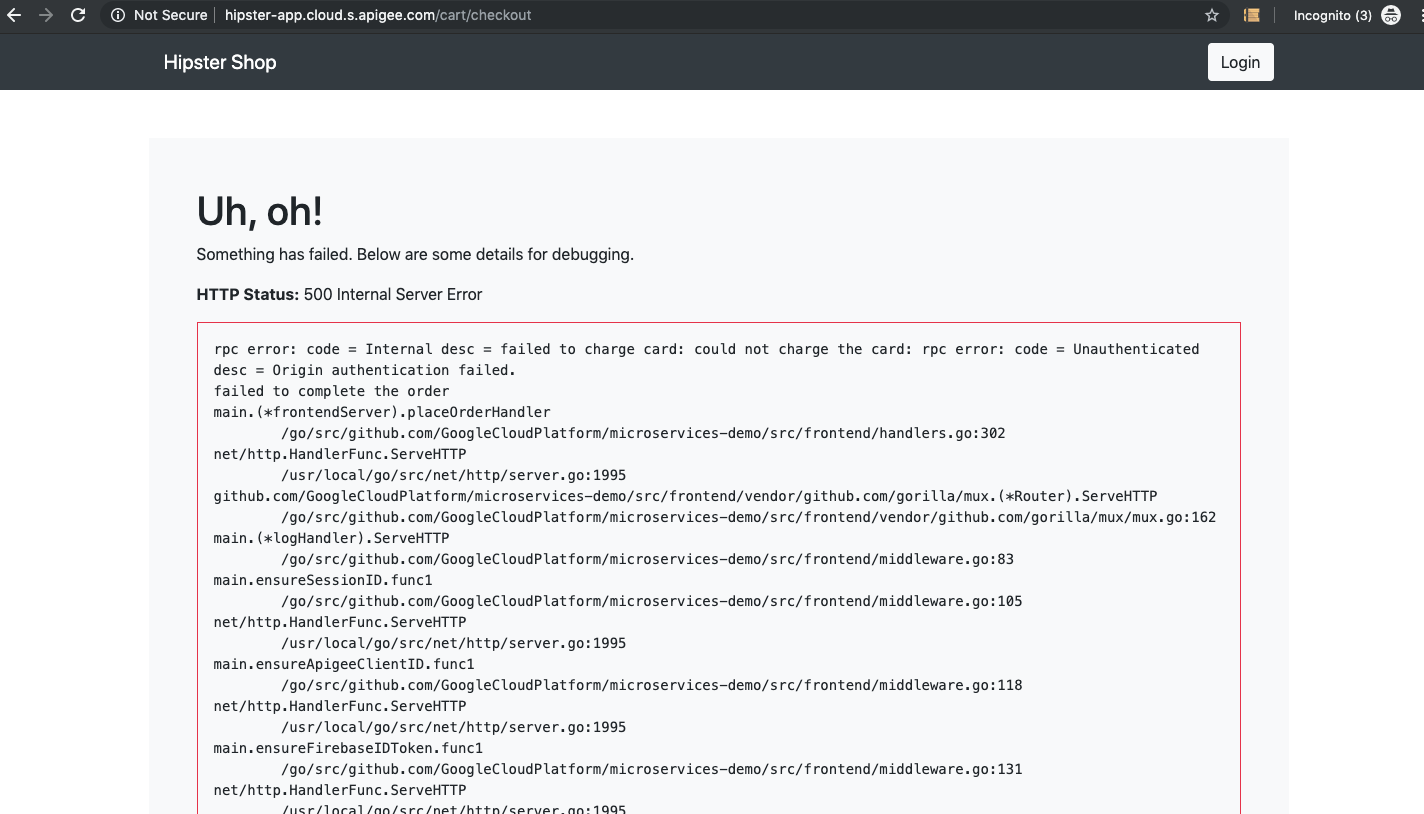 Not Secure | hipster-app.cloud.s.apigee.com/cart/checkout Incognito (3)
Hipster Shop Login
Uh, oh!
Something has failed. Below are some details for debugging.
HTTP Status: 500 Internal Server Error
rpc error: code = Internal desc = failed to charge card: could not charge the card: rpc error: code = Unauthenticated
desc = Origin authentication failed.
failed to complete the order
main.(*frontendServer).placeOrderHandler
/go/src/github.com/GoogleCloudPlatform/microservices-demo/src/frontend/handlers.go:302
net/http.HandlerFunc.ServeHTTP
/usr/local/go/src/net/http/server.go:1995
github.com/GoogleCloudPlatform/microservices-demo/src/frontend/vendor/github.com/gorilla/mux.(*Router).ServeHTTP
/go/src/github.com/GoogleCloudPlatform/microservices-demo/src/frontend/vendor/github.com/gorilla/mux/mux.go:162
main.(*logHandler).ServeHTTP
/go/src/github.com/GoogleCloudPlatform/microservices-demo/src/frontend/middleware.go:83
main.ensureSessionID.func1
/go/src/github.com/GoogleCloudPlatform/microservices-demo/src/frontend/middleware.go:105
net/http.HandlerFunc.ServeHTTP
/usr/local/go/src/net/http/server.go:1995
main.ensureApigeeClientID.func1
/go/src/github.com/GoogleCloudPlatform/microservices-demo/src/frontend/middleware.go:118
net/http.HandlerFunc.ServeHTTP
/usr/local/go/src/net/http/server.go:1995
main.ensureFirebaseIDToken.func1
/go/src/github.com/GoogleCloudPlatform/microservices-demo/src/frontend/middleware.go:131
net/http.HandlerFunc.ServeHTTP
/usr/local/go/src/net/http/server.go:1995